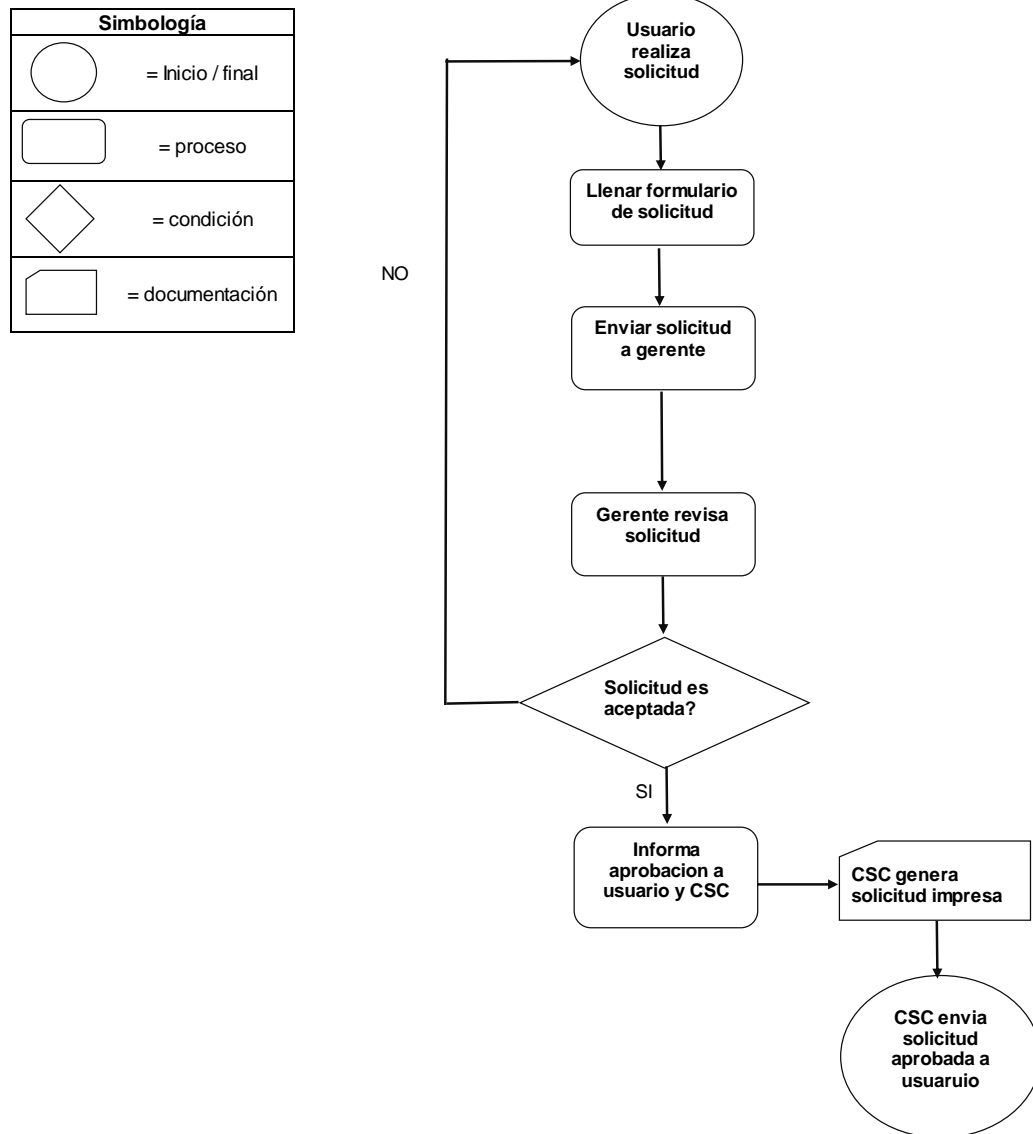 Simbología
= Inicio / final
= proceso
= condición
= documentación
Usuario
realiza
solicitud
Llenar formulario
de solicitud
NO
Enviar solicitud
a gerente
Gerente revisa
solicitud
Solicitud es
aceptada?
SI
Informa
aprobacion a
usuario y CSC
CSC genera
solicitud impresa
CSC envia
solicitud
aprobada a
usuaruio